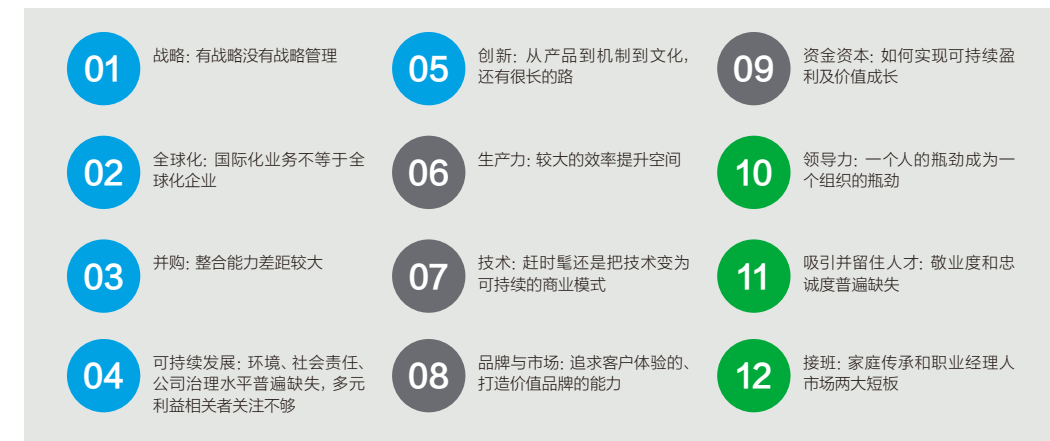 01
战略: 有战略没有战略管理
02
全球化: 国际化业务不等于全
球化企业
03
并购: 整合能力差距较大
04
可持续发展: 环境、社会责任、
公司治理水平普遍缺失, 多元
利益相关者关注不够
05
创新: 从产品到机制到文化,
还有很长的路
06
生产力: 较大的效率提升空间
07
技术: 赶时髦还是把技术变为
可持续的商业模式
08
品牌与市场: 追求客户体验的、
打造价值品牌的能力
09
资金资本: 如何实现可持续盈
利及价值成长
10
领导力: 一个人的瓶劲成为一
个组织的瓶劲
11
吸引并留住人才: 敬业度和忠
诚度普遍缺失
12
接班: 家庭传承和职业经理人
市场两大短板